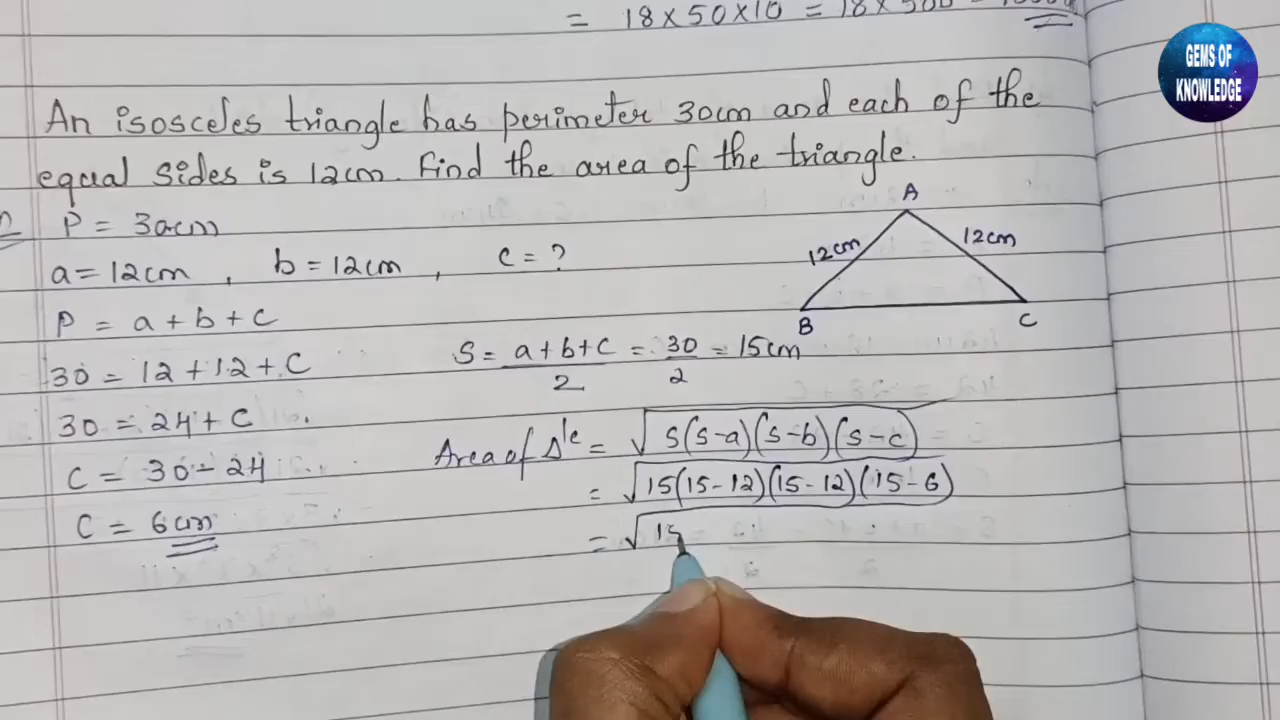 = 18 x 50 x 10 = 18 x 500
GEMS OF
KNOWLEDGE
An isosceles triangle has perimeter 30cm and each of the
equal sides is 12cm. Find the area of the triangle.
P = 30cm
a = 12cm , b = 12cm , c = ?
P = a + b + c
30 = 12 + 12 + C
30 = 24 + C
C = 30 - 24
C = 6cm
A
12cm 12cm
B C
S = a + b + c / 2 = 30 / 2 = 15cm
Area of Δle = √s(s-a)(s-b)(s-c)
= √15(15-12)(15-12)(15-6)
= √15